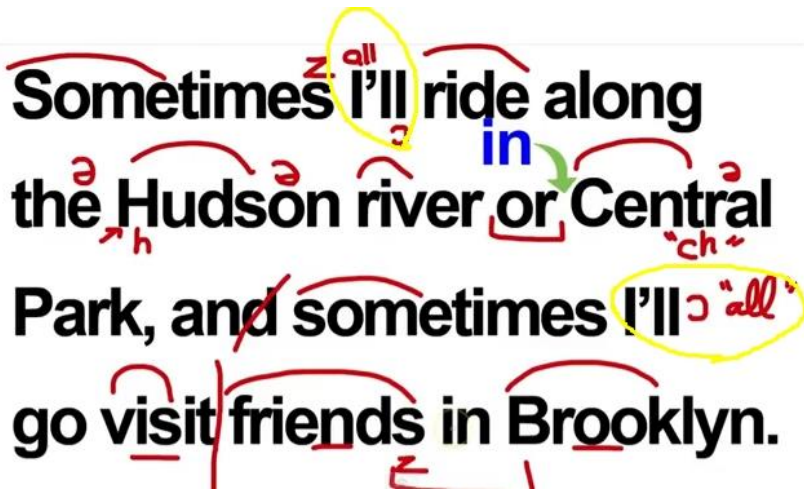 z all
Sometimes I'll ride along
ɔ in
ə ə ə
the Hudson river or Central
h "ch"
Park, and sometimes I'll ɔ "all"
go visit friends in Brooklyn.
z